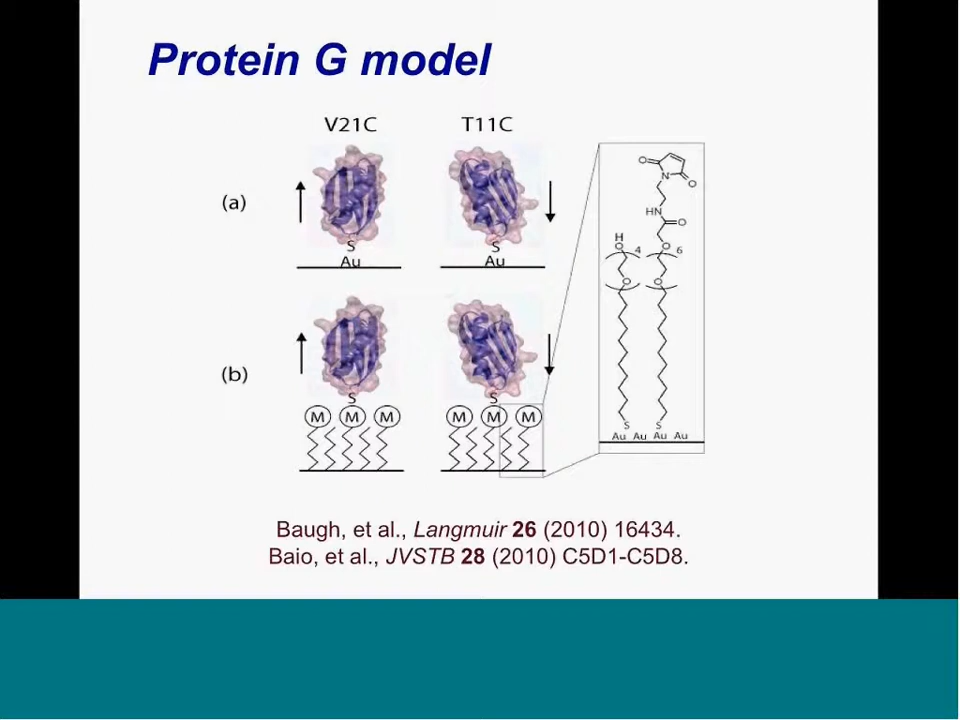 Protein G model
V21C
T11C
(a)
S
Au
S
Au
(b)
S
M M M
S
M M M
O
N
O
HN
O
H
O
4
O
6
O
O
S
S
Au Au Au Au
Baugh, et al., Langmuir 26 (2010) 16434.
Baio, et al., JVSTB 28 (2010) C5D1-C5D8.